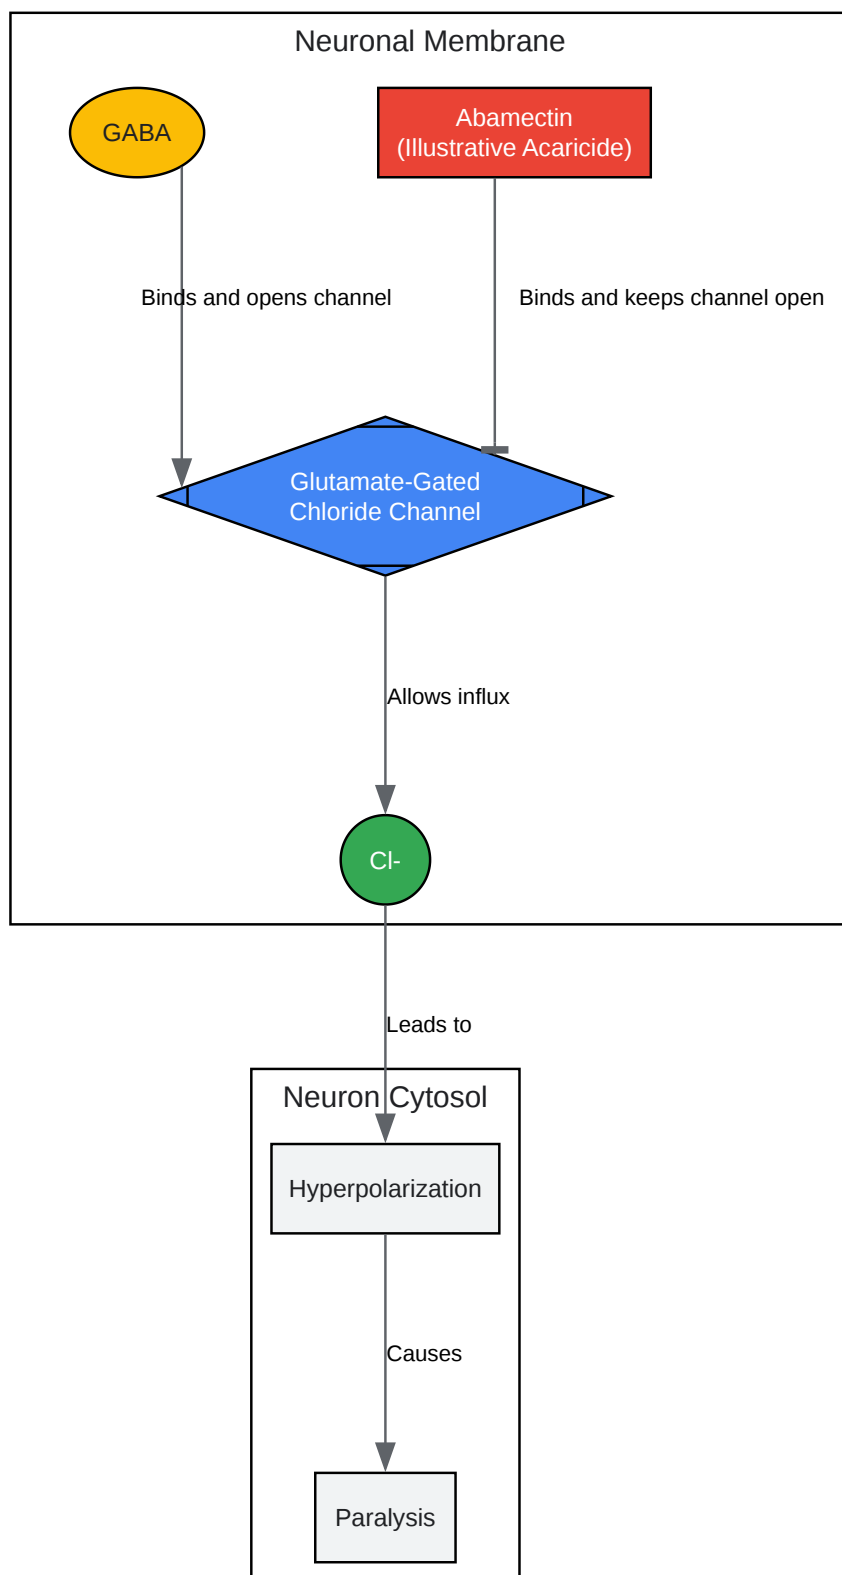 Neuronal Membrane
GABA
Abamectin
(Illustrative Acaricide)
Binds and opens channel
Binds and keeps channel open
Glutamate-Gated
Chloride Channel
Allows influx
Cl-
Leads to
Neuron Cytosol
Hyperpolarization
Causes
Paralysis